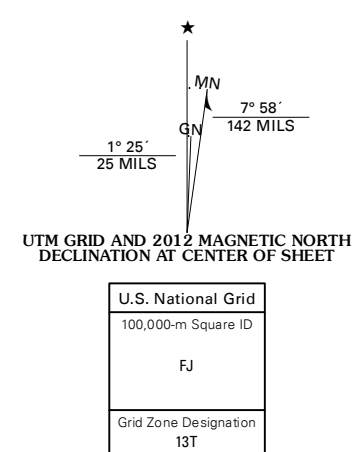 ★
MN
7° 58´
142 MILS
GN
1° 25´
25 MILS
UTM GRID AND 2012 MAGNETIC NORTH
DECLINATION AT CENTER OF SHEET
U.S. National Grid
100,000-m Square ID
FJ
Grid Zone Designation
13T